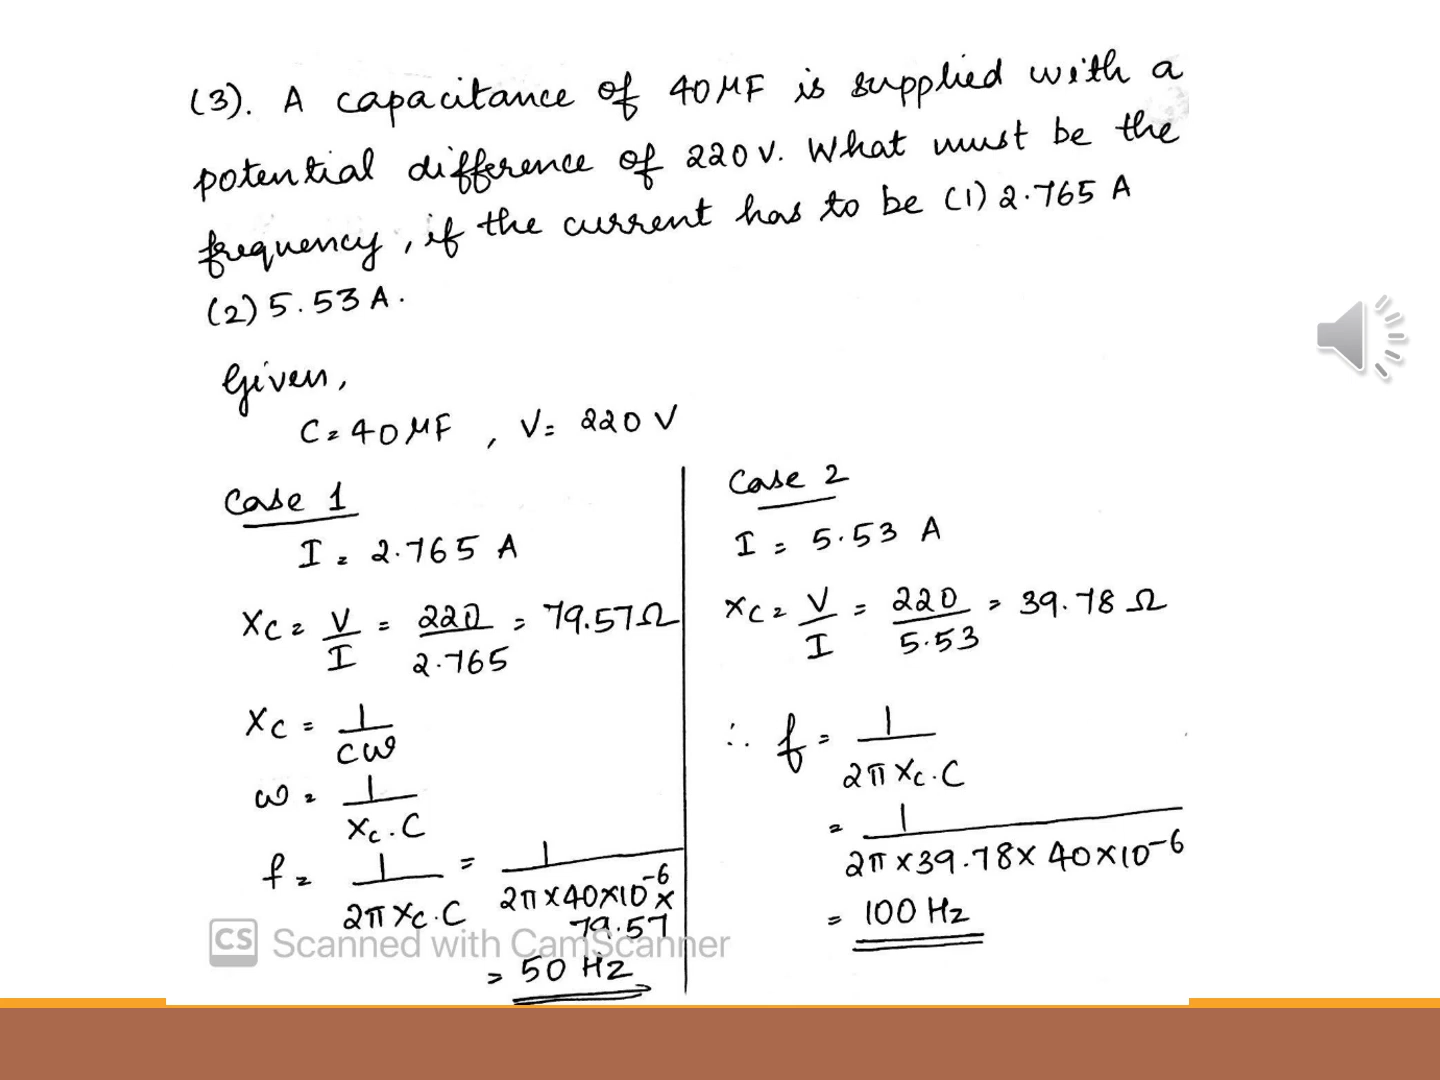 (3). A capacitance of 40 μF is supplied with a
potential difference of 220 V. What must be the
frequency, if the current has to be (1) 2.765 A
(2) 5.53 A.
Given,
C = 40 μF , V = 220 V
Case 1
I = 2.765 A
Xc = V/I = 220/2.765 = 79.57 Ω
Xc = 1/Cω
ω = 1/Xc.C
f = 1/2π Xc.C = 1/2π×40×10⁻⁶×79.57
= 50 Hz
Case 2
I = 5.53 A
Xc = V/I = 220/5.53 = 39.78 Ω
∴ f = 1/2π Xc.C
= 1/2π×39.78×40×10⁻⁶
= 100 Hz
CS Scanned with CamScanner